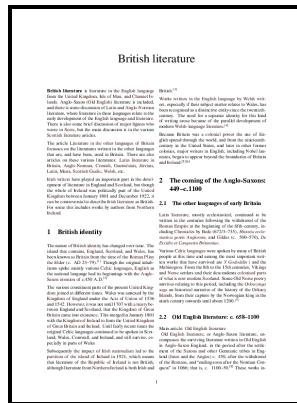 British literature
British literature is literature in the English language
from the United Kingdom, Isle of Man, and Channel Is-
lands. Anglo-Saxon (Old English) literature is included,
and there is some discussion of Latin and Anglo-Norman
literature, where literature in these languages relate to the
early development of the English language and literature.
There is also some brief discussion of major figures who
wrote in Scots, but the main discussion is in the various
Scottish literature articles.
The article Literature in the other languages of Britain
focuses on the literatures written in the other languages
that are, and have been, used in Britain. There are also
articles on these various literatures: Latin literature in
Britain, Anglo-Norman, Cornish, Guernésiais, Jèrriais,
Latin, Manx, Scottish Gaelic, Welsh, etc.
Irish writers have played an important part in the devel-
opment of literature in England and Scotland, but though
the whole of Ireland was politically part of the United
Kingdom between January 1801 and December 1922, it
can be controversial to describe Irish literature as British.
For some this includes works by authors from Northern
Ireland.
1 British identity
The nature of British identity has changed over time. The
island that contains England, Scotland, and Wales, has
been known as Britain from the time of the Roman Pliny
the Elder (c. AD 23–79).[1] Though the original inhabi-
tants spoke mainly various Celtic languages, English as
the national language had its beginnings with the Anglo-
Saxon invasion of c.450 A.D.[2]
The various constituent parts of the present United King-
dom joined at different times. Wales was annexed by the
Kingdom of England under the Acts of Union of 1536
and 1542. However, it was not until 1707 with a treaty be-
tween England and Scotland, that the Kingdom of Great
Britain came into existence. This merged in January 1801
with the Kingdom of Ireland to form the United Kingdom
of Great Britain and Ireland. Until fairly recent times the
original Celtic languages continued to be spoken in Scot-
land, Wales, Cornwall, and Ireland, and still survive, es-
pecially in parts of Wales
Subsequently the impact of Irish nationalism led to the
partition of the island of Ireland in 1921, which means
that literature of the Republic of Ireland is not British,
although literature from Northern Ireland is both Irish and
British.[3]
Works written in the English language by Welsh writ-
ers, especially if their subject matter relates to Wales, has
been recognised as a distinctive entity since the twentieth-
century. The need for a separate identity for this kind
of writing arose because of the parallel development of
modern Welsh-language literature.[4]
Because Britain was a colonial power the use of En-
glish spread through the world, and from the nineteenth-
century in the United States, and later in other former
colonies, major writers in English, including Nobel lau-
reates, began to appear beyond the boundaries of Britain
and Ireland.[5][6]
2 The coming of the Anglo-Saxons:
449–c.1100
2.1 The other languages of early Britain
Latin literature, mostly ecclesiastical, continued to be
written in the centuries following the withdrawal of the
Roman Empire at the beginning of the fifth-century, in-
cluding Chronicles by Bede (672/3–735), Historia eccle-
siastica gentis Anglorum, and Gildas (c. 500–570), De
Excidio et Conquestu Britanniae.
Various Celtic languages were spoken by many of British
people at that time and among the most important writ-
ten works that have survived are Y Gododdin i and the
Mabinogion. From the 8th to the 15th centuries, Vikings
and Norse settlers and their descendents colonised parts
of what is now modern Scotland. Some Old Norse poetry
survives relating to this period, including the Orkneyinga
saga an historical narrative of the history of the Orkney
Islands, from their capture by the Norwegian king in the
ninth century onwards until about 1200.[7]
2.2 Old English literature: c. 658–1100
Main article: Old English literature
Old English literature, or Anglo-Saxon literature, en-
compasses the surviving literature written in Old English
in Anglo-Saxon England, in the period after the settle-
ment of the Saxons and other Germanic tribes in Eng-
land (Jutes and the Angles) c. 450, after the withdrawal
of the Romans, and "ending soon after the Norman Con-
quest" in 1066; that is, c. 1100–50.[8] These works in-
1